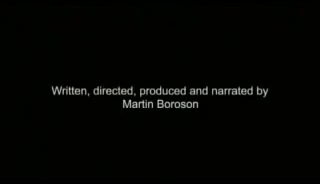 Written, directed, produced and narrated by
Martin Boroson